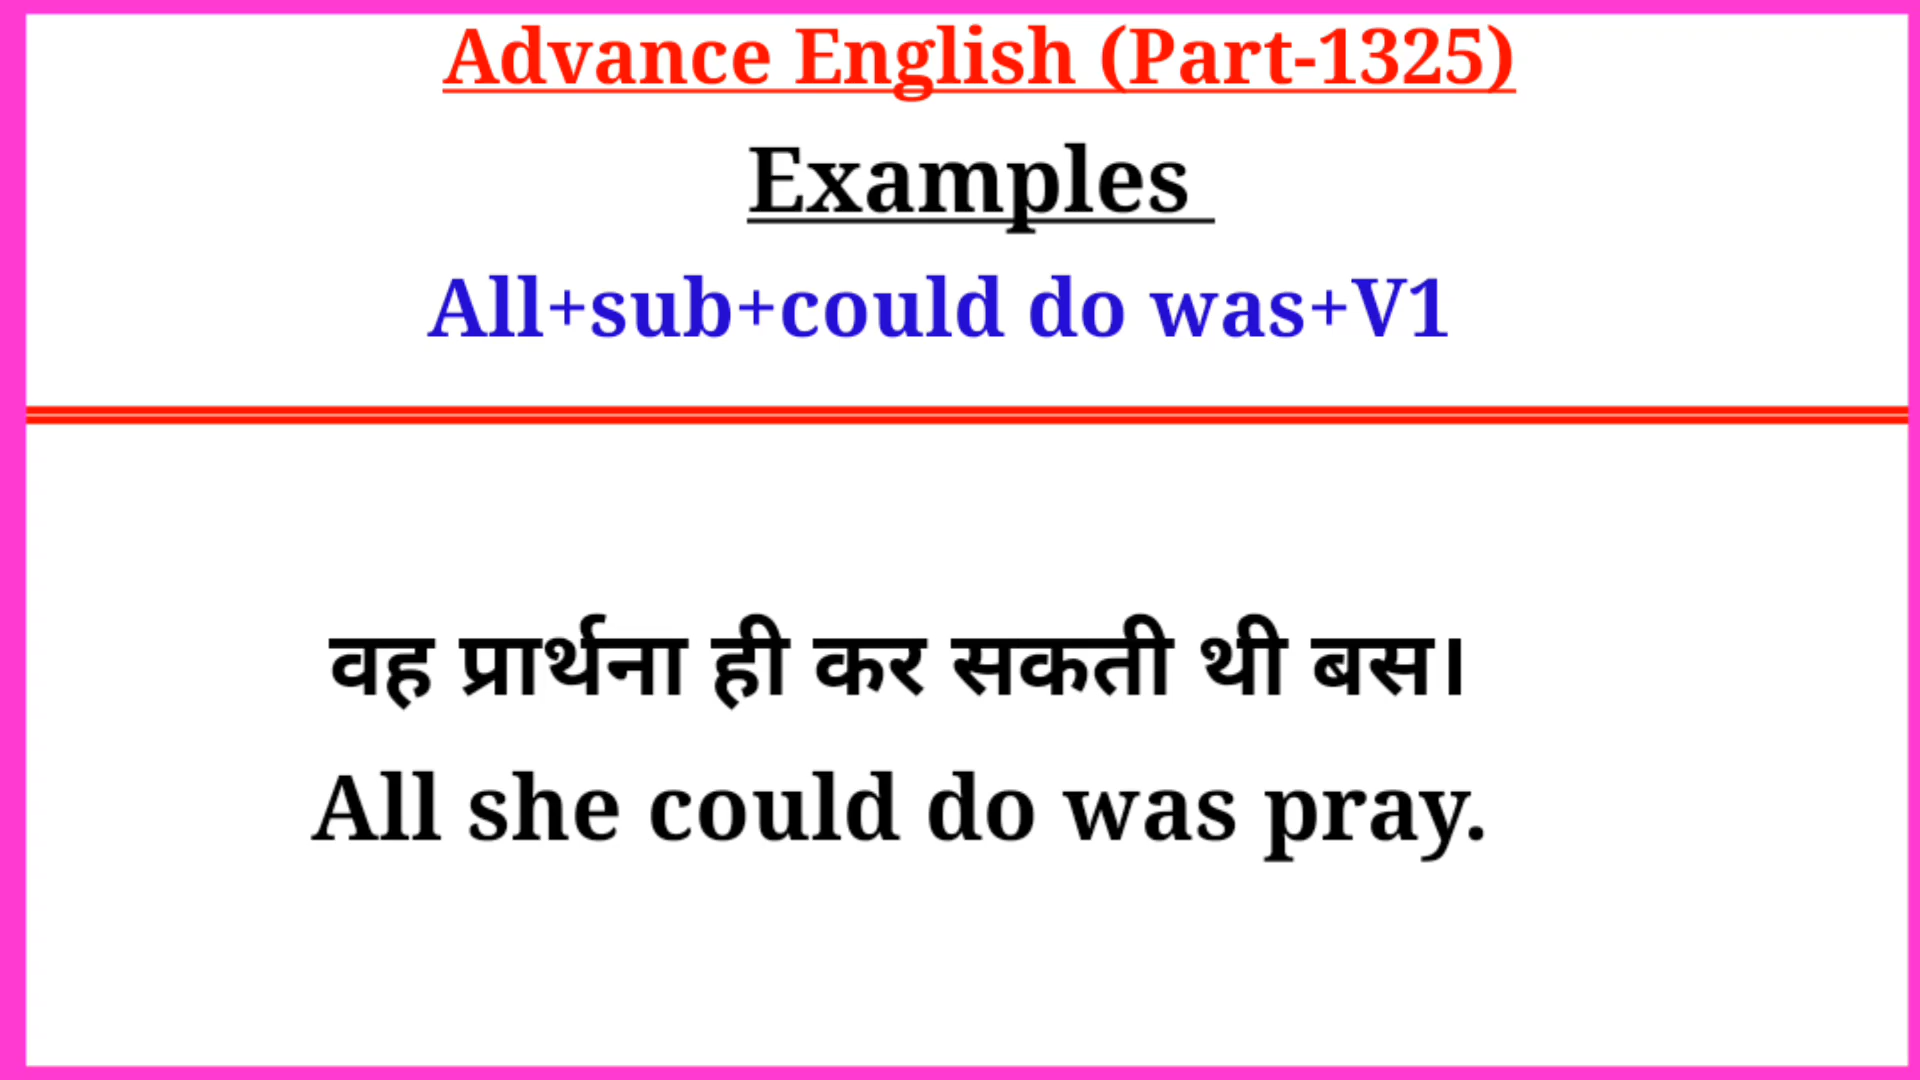 Advance English (Part-1325)
Examples
All+sub+could do was+V1
वह प्रार्थना ही कर सकती थी बस।
All she could do was pray.